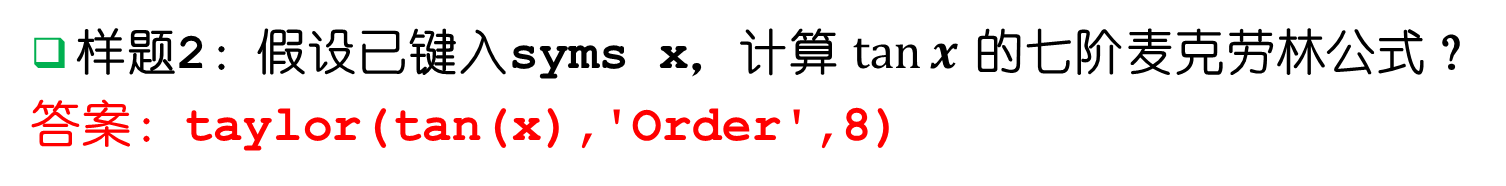 样题2：假设已键入syms x，计算 tan x 的七阶麦克劳林公式？
答案：taylor(tan(x),'Order',8)